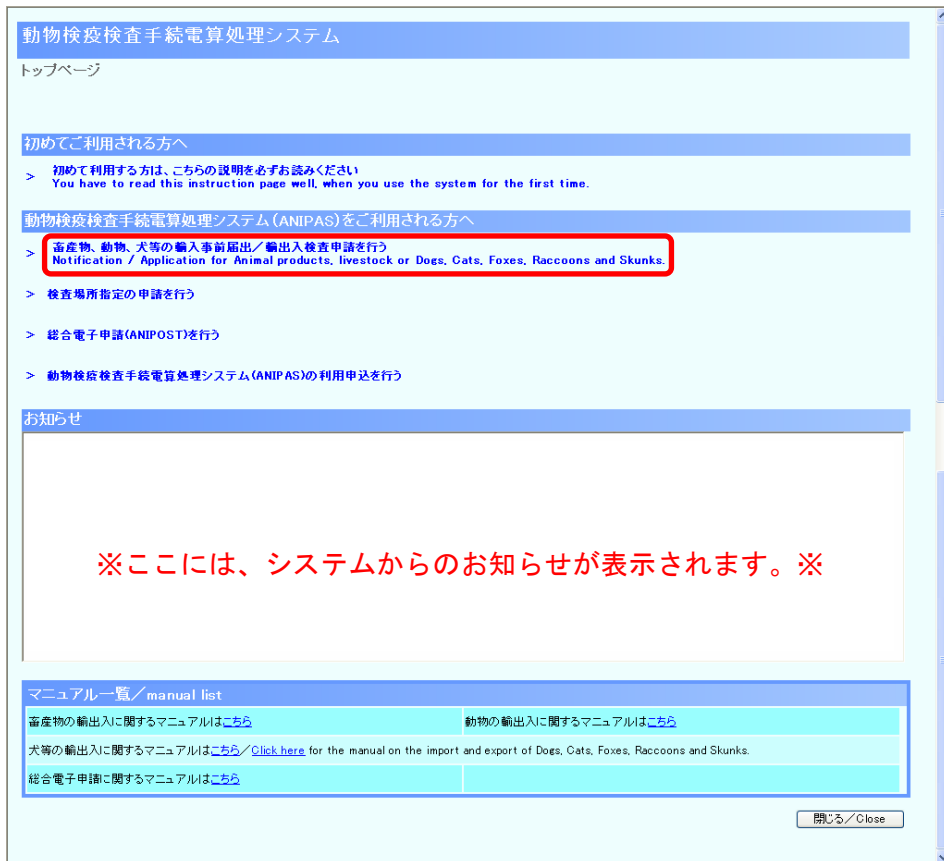 動物検疫検査手続電算処理システム
トップページ
初めてご利用される方へ
> 初めて利用する方は、こちらの説明を必ずお読みください
You have to read this instruction page well, when you use the system for the first time.
動物検疫検査手続電算処理システム(ANIPAS)をご利用される方へ
> 畜産物、動物、犬等の輸入事前届出／輸出入検査申請を行う
Notification / Application for Animal products, livestock or Dogs, Cats, Foxes, Raccoons and Skunks.
> 検査場所指定の申請を行う
> 総合電子申請(ANIPOST)を行う
> 動物検疫検査手続電算処理システム(ANIPAS)の利用申込を行う
お知らせ
※ここには、システムからのお知らせが表示されます。※
マニュアル一覧／manual list
畜産物の輸出入に関するマニュアルはこちら 動物の輸出入に関するマニュアルはこちら
犬等の輸出入に関するマニュアルはこちら／Click here for the manual on the import and export of Dogs, Cats, Foxes, Raccoons and Skunks.
総合電子申請に関するマニュアルはこちら
閉じる／Close